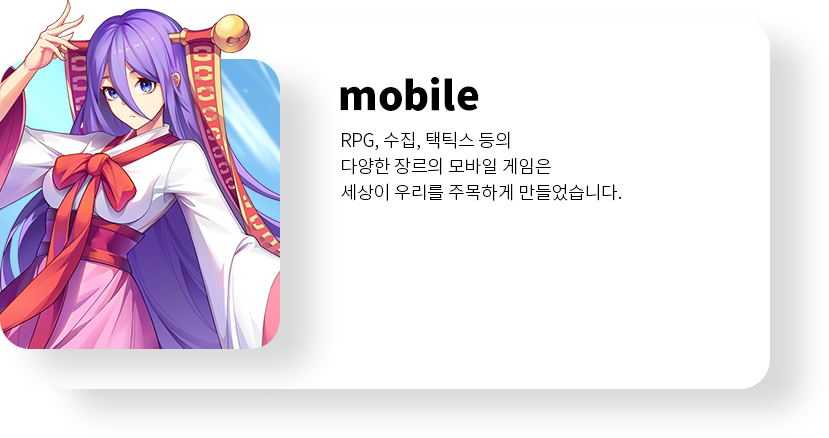 mobile
RPG, 수집, 택틱스 등의
다양한 장르의 모바일 게임은
세상이 우리를 주목하게 만들었습니다.